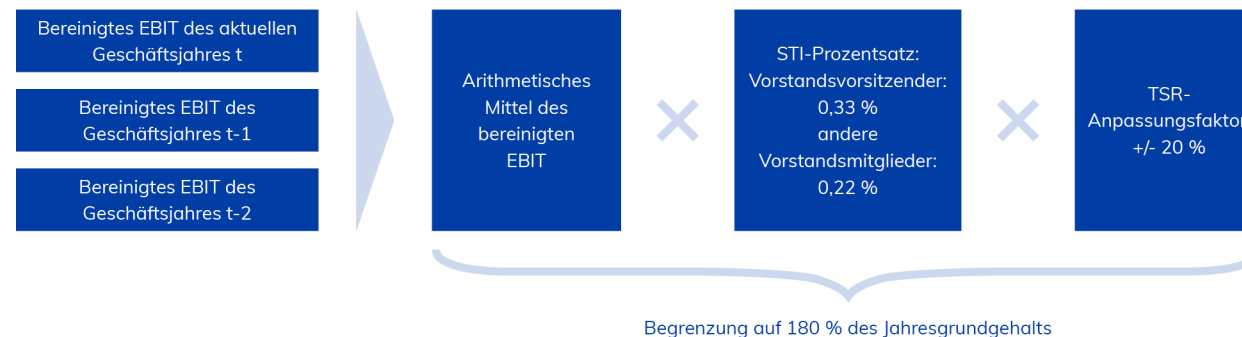 Bereinigtes EBIT des aktuellen
Geschäftsjahres t
Bereinigtes EBIT des
Geschäftsjahres t-1
Bereinigtes EBIT des
Geschäftsjahres t-2
Arithmetisches
Mittel des
bereinigten
EBIT
STI-Prozentsatz:
Vorstandsvorsitzender:
0,33 %
andere
Vorstandsmitglieder:
0,22 %
TSR-
Anpassungsfaktor
+/- 20 %
Begrenzung auf 180 % des Jahresgrundgehalts